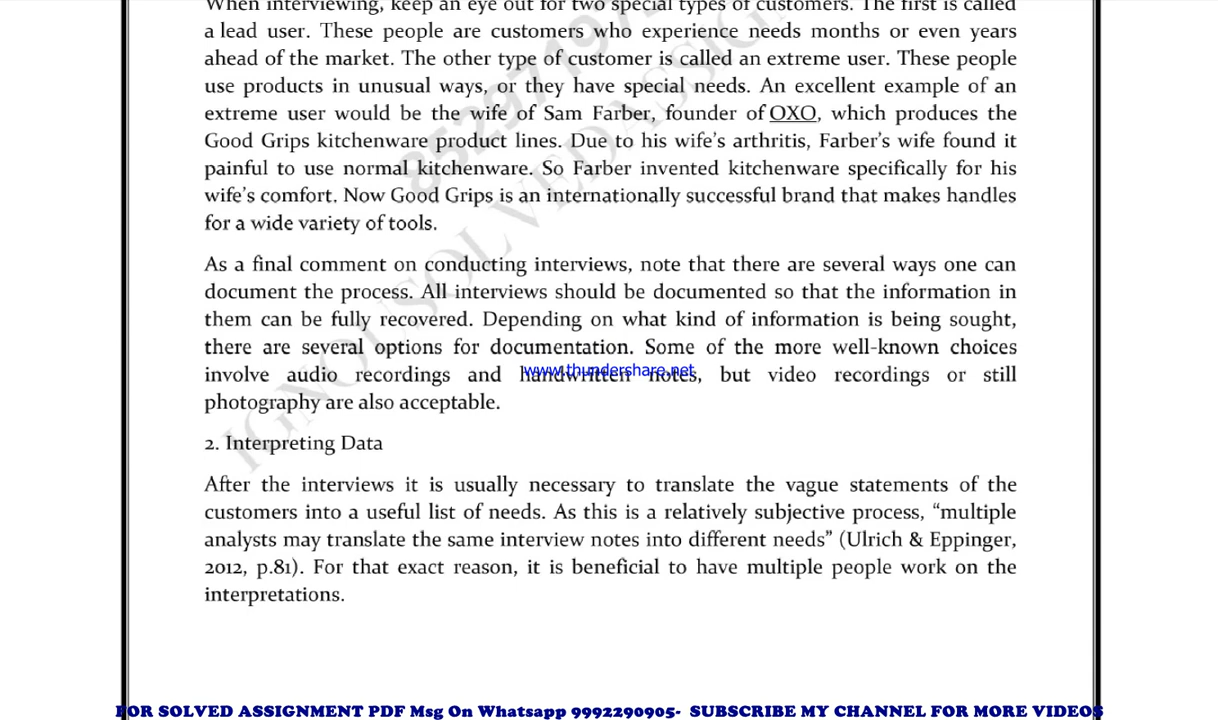 When interviewing, keep an eye out for two special types of customers. The first is called
a lead user. These people are customers who experience needs months or even years
ahead of the market. The other type of customer is called an extreme user. These people
use products in unusual ways, or they have special needs. An excellent example of an
extreme user would be the wife of Sam Farber, founder of OXO, which produces the
Good Grips kitchenware product lines. Due to his wife's arthritis, Farber's wife found it
painful to use normal kitchenware. So Farber invented kitchenware specifically for his
wife's comfort. Now Good Grips is an internationally successful brand that makes handles
for a wide variety of tools.
As a final comment on conducting interviews, note that there are several ways one can
document the process. All interviews should be documented so that the information in
them can be fully recovered. Depending on what kind of information is being sought,
there are several options for documentation. Some of the more well-known choices
involve audio recordings and handwritten notes, but video recordings or still
www.thundershare.net
photography are also acceptable.
2. Interpreting Data
After the interviews it is usually necessary to translate the vague statements of the
customers into a useful list of needs. As this is a relatively subjective process, “multiple
analysts may translate the same interview notes into different needs” (Ulrich & Eppinger,
2012, p.81). For that exact reason, it is beneficial to have multiple people work on the
interpretations.
FOR SOLVED ASSIGNMENT PDF Msg On Whatsapp 9992290905- SUBSCRIBE MY CHANNEL FOR MORE VIDEOS